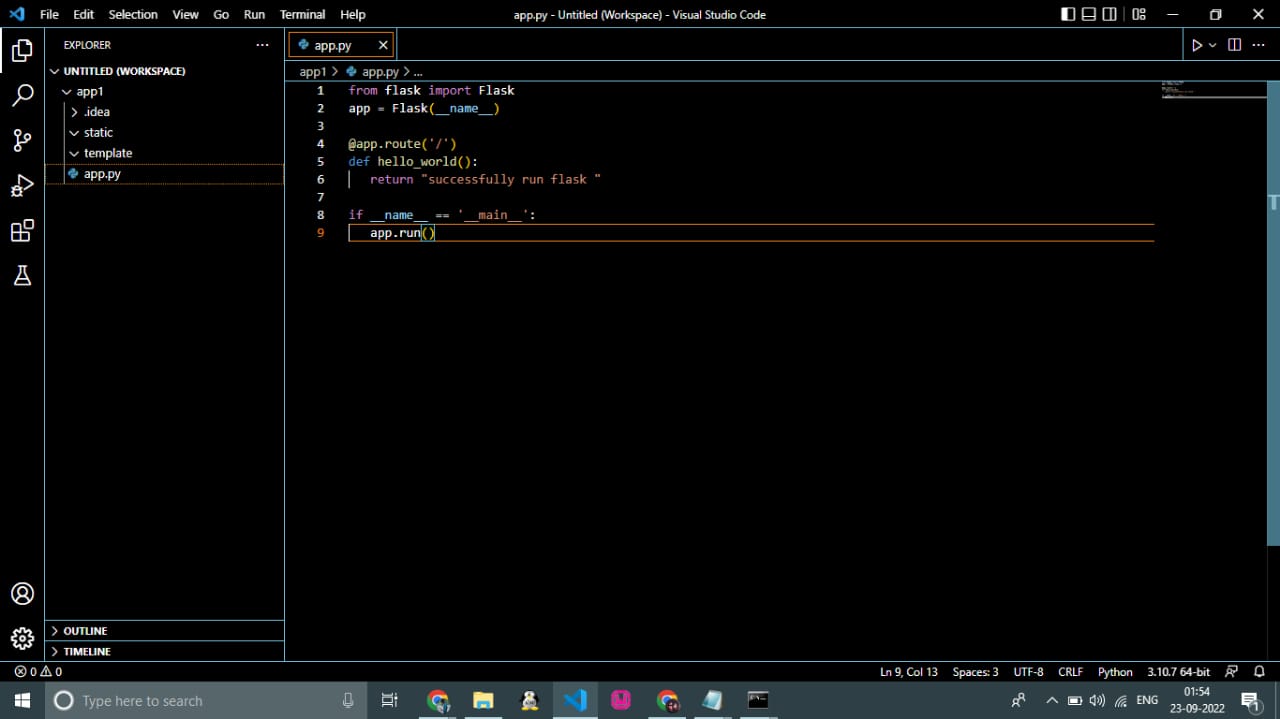 File Edit Selection View Go Run Terminal Help app.py - Untitled (Workspace) - Visual Studio Code
EXPLORER
UNTITLED (WORKSPACE)
app1
.idea
static
template
app.py
OUTLINE
TIMELINE
app.py
app1 > app.py > ...
1 from flask import Flask
2 app = Flask(__name__)
3
4 @app.route('/')
5 def hello_world():
6 return "successfully run flask "
7
8 if __name__ == '__main__':
9 app.run()
0 0 Ln 9, Col 13 Spaces: 3 UTF-8 CRLF Python 3.10.7 64-bit
Type here to search ENG 01:54
23-09-2022 1